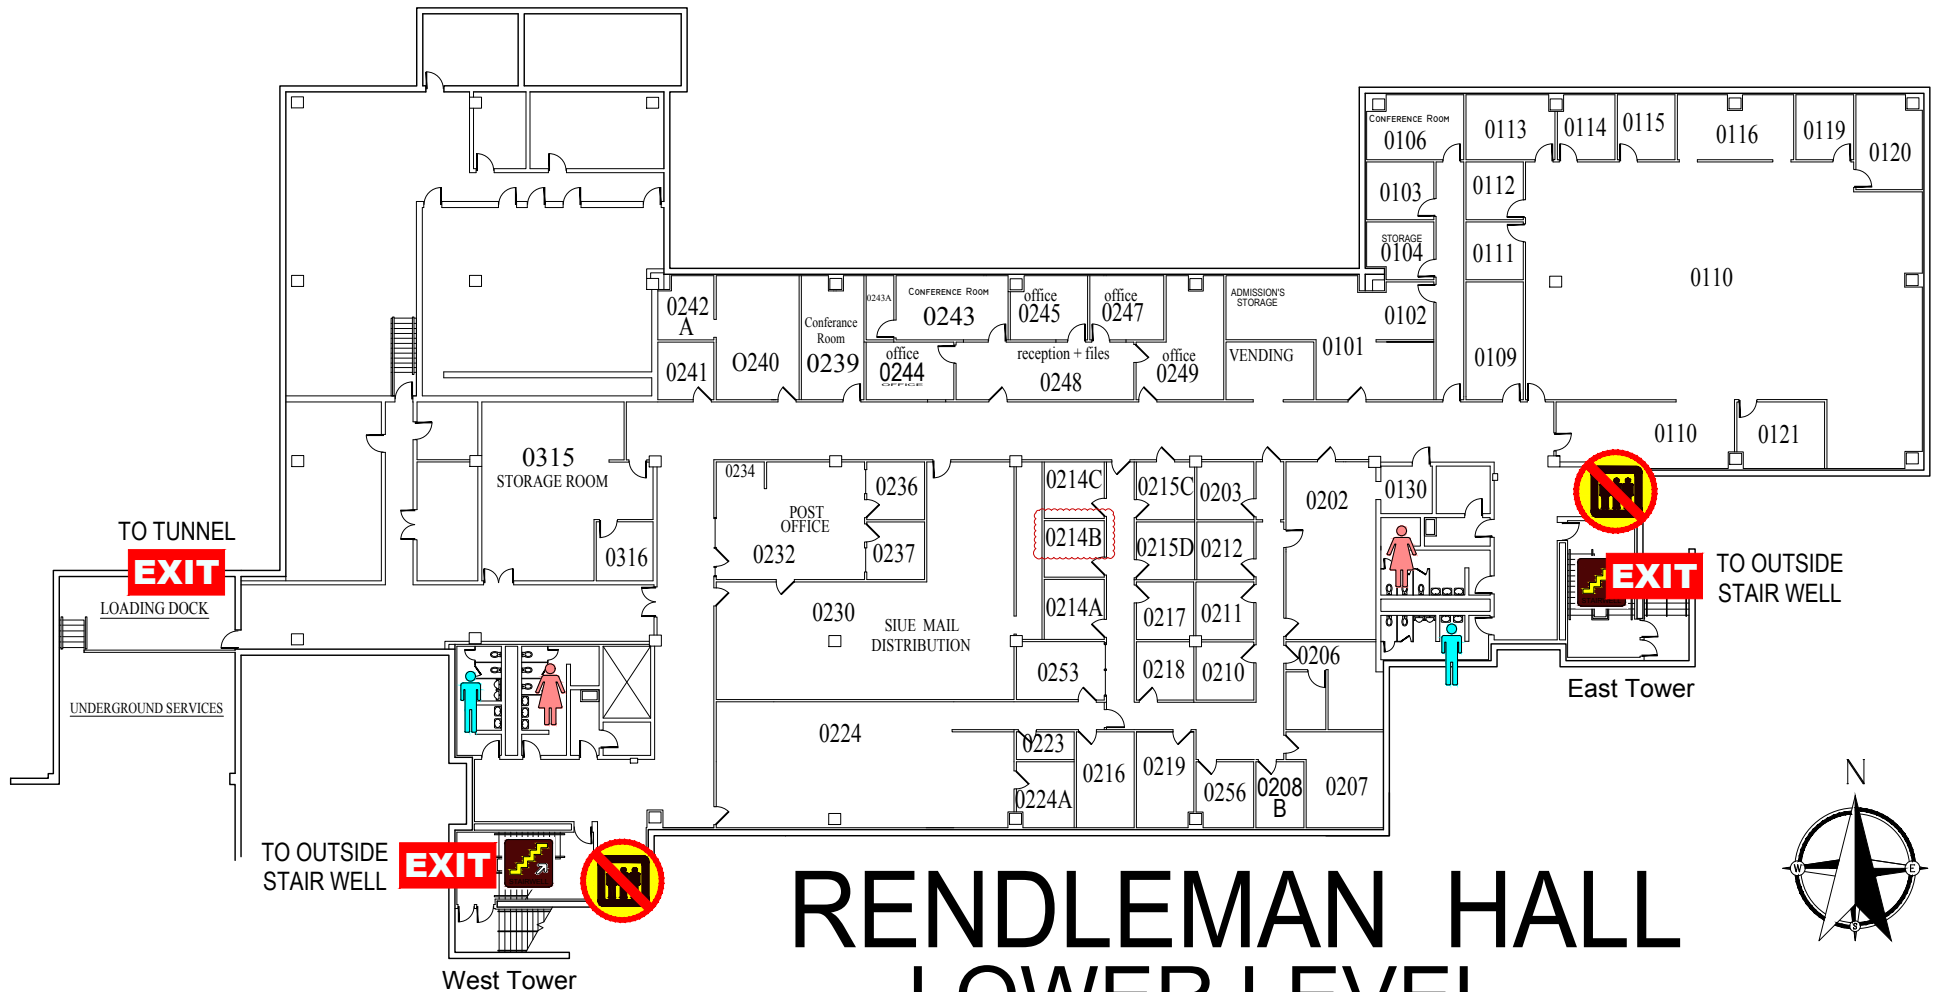 CONFERENCE ROOM
0106
0113
0114
0115
0116
0119
0120
0103
0112
STORAGE
0104
0111
0110
0102
0109
0242
A
0241
O240
Conferance
Room
0239
0243A
CONFERENCE ROOM
0243
office
0245
office
0247
office
0244
OFFICE
reception + files
0248
office
0249
ADMISSION'S
STORAGE
VENDING
0101
0110
0121
0315
STORAGE ROOM
0316
0234
POST
OFFICE
0232
0236
0237
0230
SIUE MAIL
DISTRIBUTION
0214C
0214B
0214A
0253
0215C
0215D
0217
0218
0203
0212
0211
0210
0202
0130
0206
0224
0223
0224A
0216
0219
0256
0208
B
0207
TO TUNNEL
EXIT
LOADING DOCK
UNDERGROUND SERVICES
EXIT
TO OUTSIDE
STAIR WELL
East Tower
TO OUTSIDE
STAIR WELL
EXIT
West Tower
N
W
E
S
RENDLEMAN HALL
LOWER LEVEL